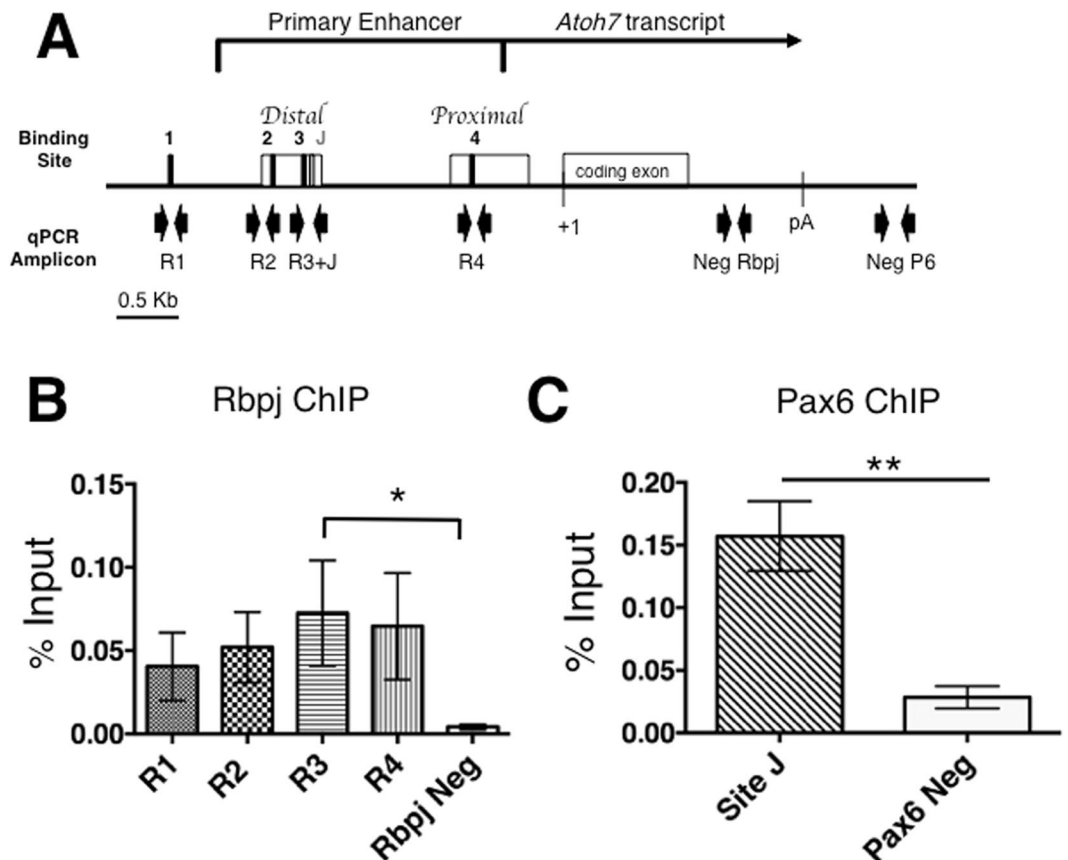 A
Primary Enhancer Atoh7 transcript
Distal Proximal
Binding Site
1 2 3 J 4
coding exon
qPCR Amplicon
+1 pA
R1 R2 R3+J R4 Neg Rbpj Neg P6
0.5 Kb
B Rbpj ChIP
*
% Input
0.15
0.10
0.05
0.00
R1 R2 R3 R4 Rbpj Neg
C Pax6 ChIP
**
% Input
0.20
0.15
0.10
0.05
0.00
Site J Pax6 Neg